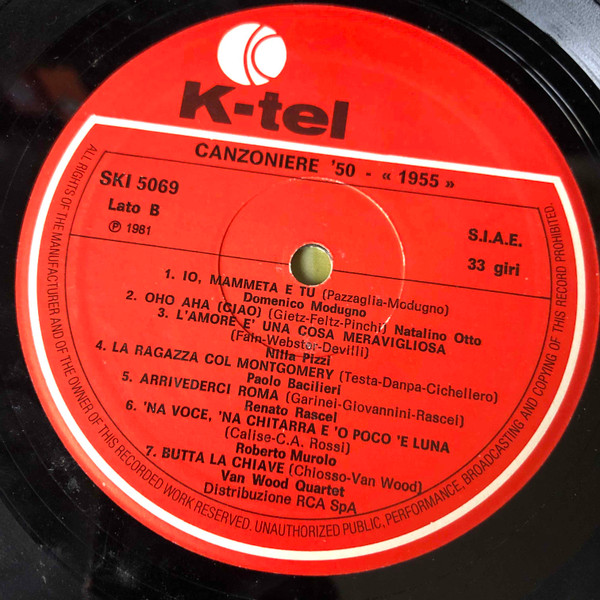 K-tel
CANZONIERE '50 - « 1955 »
SKI 5069
Lato B
℗ 1981
S.I.A.E.
33 giri
1. IO, MAMMETA E TU (Pazzaglia-Modugno)
Domenico Modugno
2. OHO AHA (CIAO) (Gietz-Feltz-Pinchi) Natalino Otto
3. L'AMORE E' UNA COSA MERAVIGLIOSA
(Fain-Webster-Devilli)
Nilla Pizzi
4. LA RAGAZZA COL MONTGOMERY (Testa-Danpa-Cichellero)
Paolo Bacilieri
5. ARRIVEDERCI ROMA (Garinei-Giovannini-Rascel)
Renato Rascel
6. 'NA VOCE, 'NA CHITARRA E 'O POCO 'E LUNA
(Calise-C.A. Rossi)
Roberto Murolo
7. BUTTA LA CHIAVE (Chiosso-Van Wood)
Van Wood Quartet
Distribuzione RCA SpA
ALL RIGHTS OF THE MANUFACTURER AND OF THE OWNER OF THIS RECORDED WORK RESERVED. UNAUTHORIZED PUBLIC, PERFORMANCE, BROADCASTING AND COPYING OF THIS RECORD PROHIBITED.